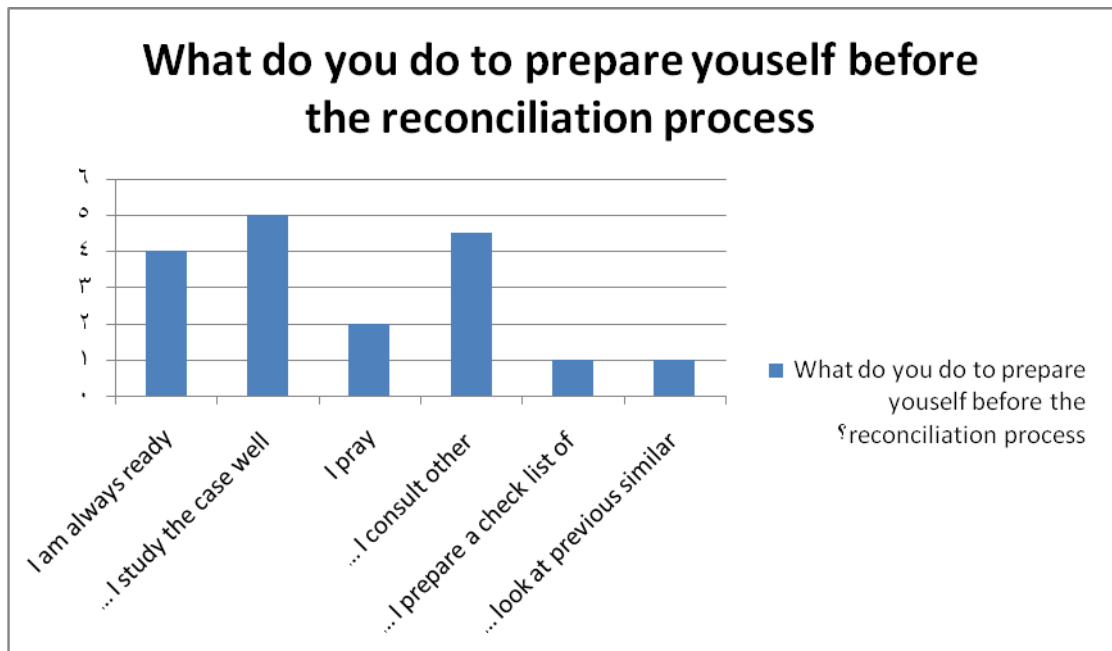 What do you do to prepare youself before
the reconciliation process
٦
٥
٤
٣
٢
١
٠
I am always ready
...I study the case well
I pray
...I consult other
...I prepare a check list of
...look at previous similar
What do you do to prepare
youself before the
؟reconciliation process